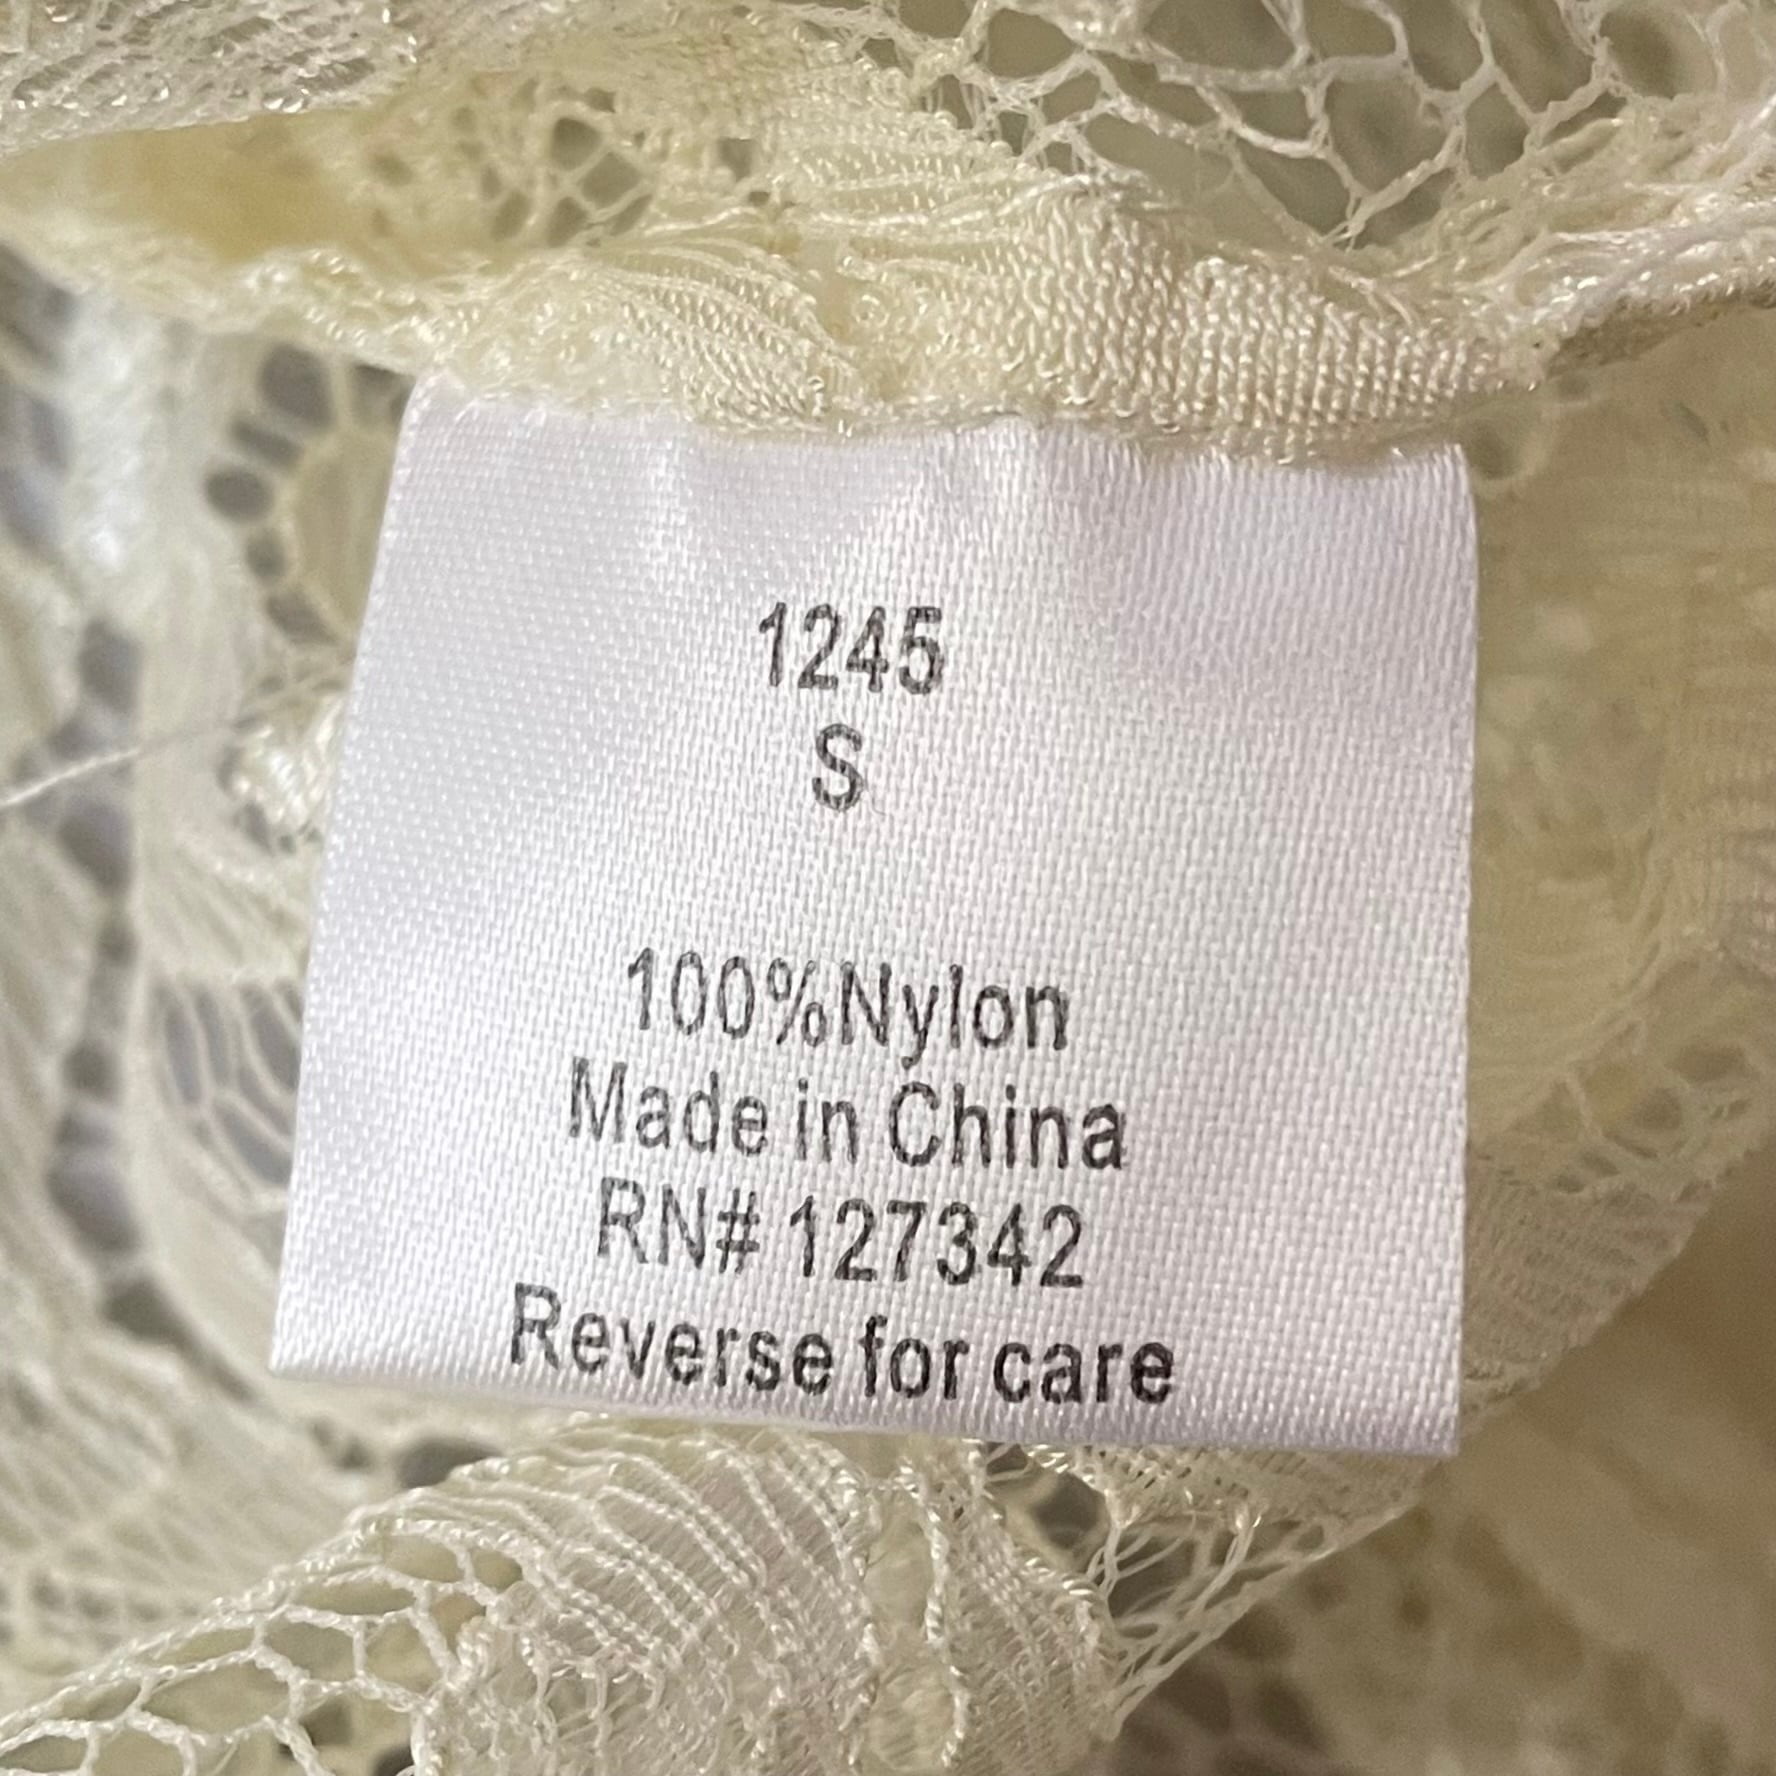 1245
S
100%Nylon
Made in China
RN# 127342
Reverse for care